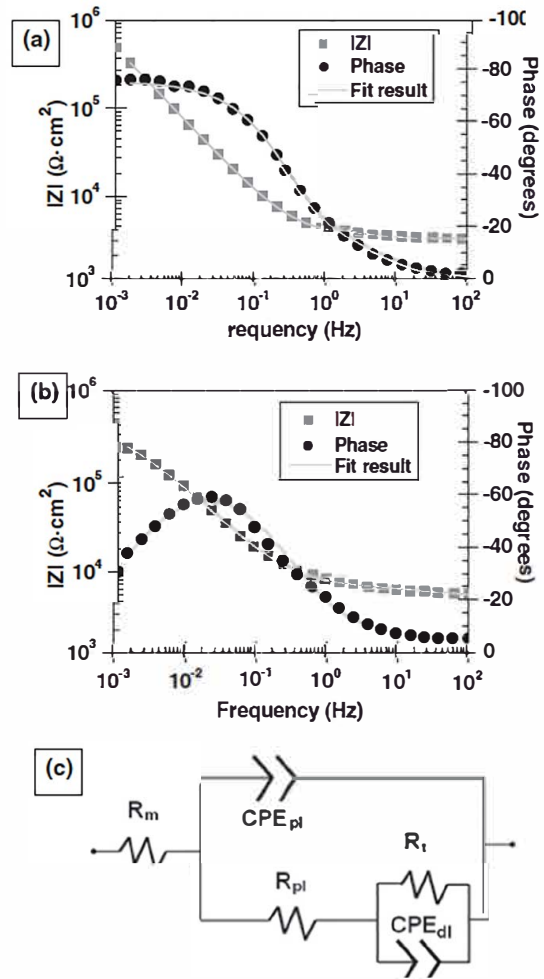 (a)
10⁶
10⁵
10⁴
10³
|Z| (Ω·cm²)
|Z|
Phase
Fit result
-100
-80
-60
-40
-20
0
Phase (degrees)
10⁻³ 10⁻² 10⁻¹ 10⁰ 10¹ 10²
requency (Hz)
(b)
10⁶
10⁵
10⁴
10³
|Z| (Ω·cm²)
|Z|
Phase
Fit result
-100
-80
-60
-40
-20
0
Phase (degrees)
10⁻³ 10⁻² 10⁻¹ 10⁰ 10¹ 10²
Frequency (Hz)
(c)
Rm
CPEpl
Rpl
Rt
CPEdl